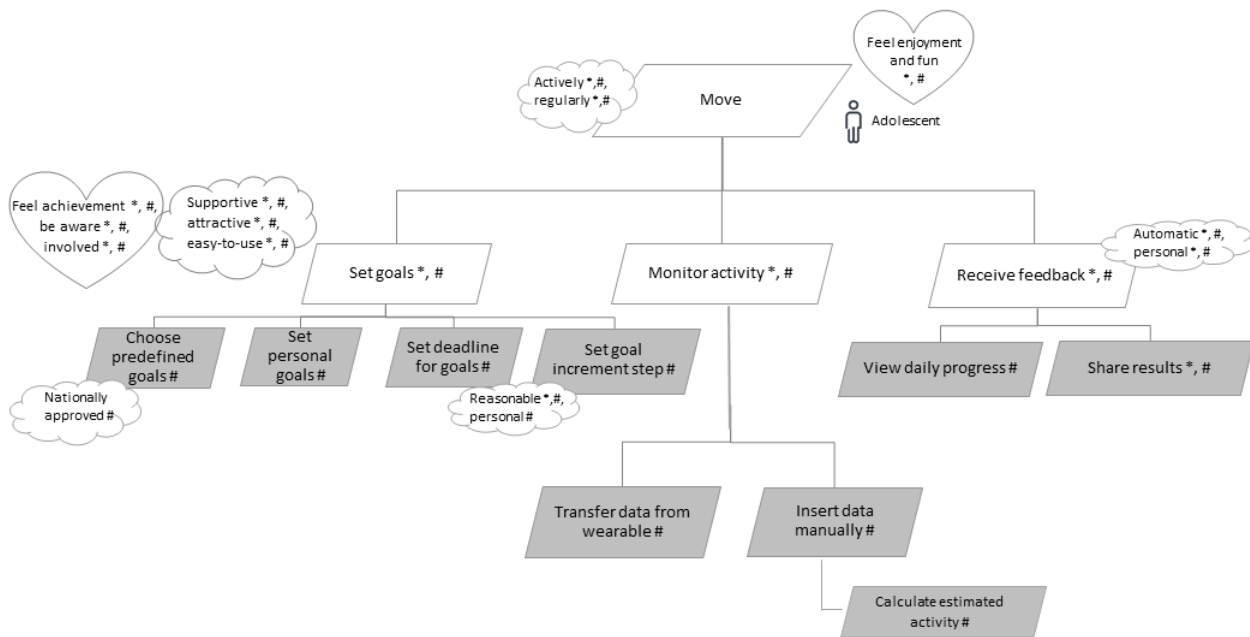 Feel enjoyment
and fun
*, #
Actively *,#,
regularly *,#
Move
Adolescent
Feel achievement *, #,
be aware *, #,
involved *, #
Supportive *, #,
attractive *, #,
easy-to-use *, #
Automatic *, #,
personal *, #
Set goals *, #
Monitor activity *, #
Receive feedback *, #
Choose
predefined
goals #
Set
personal
goals #
Set deadline
for goals #
Set goal
increment step #
View daily progress #
Share results *, #
Nationally
approved #
Reasonable *,#,
personal #
Transfer data from
wearable #
Insert data
manually #
Calculate estimated
activity #